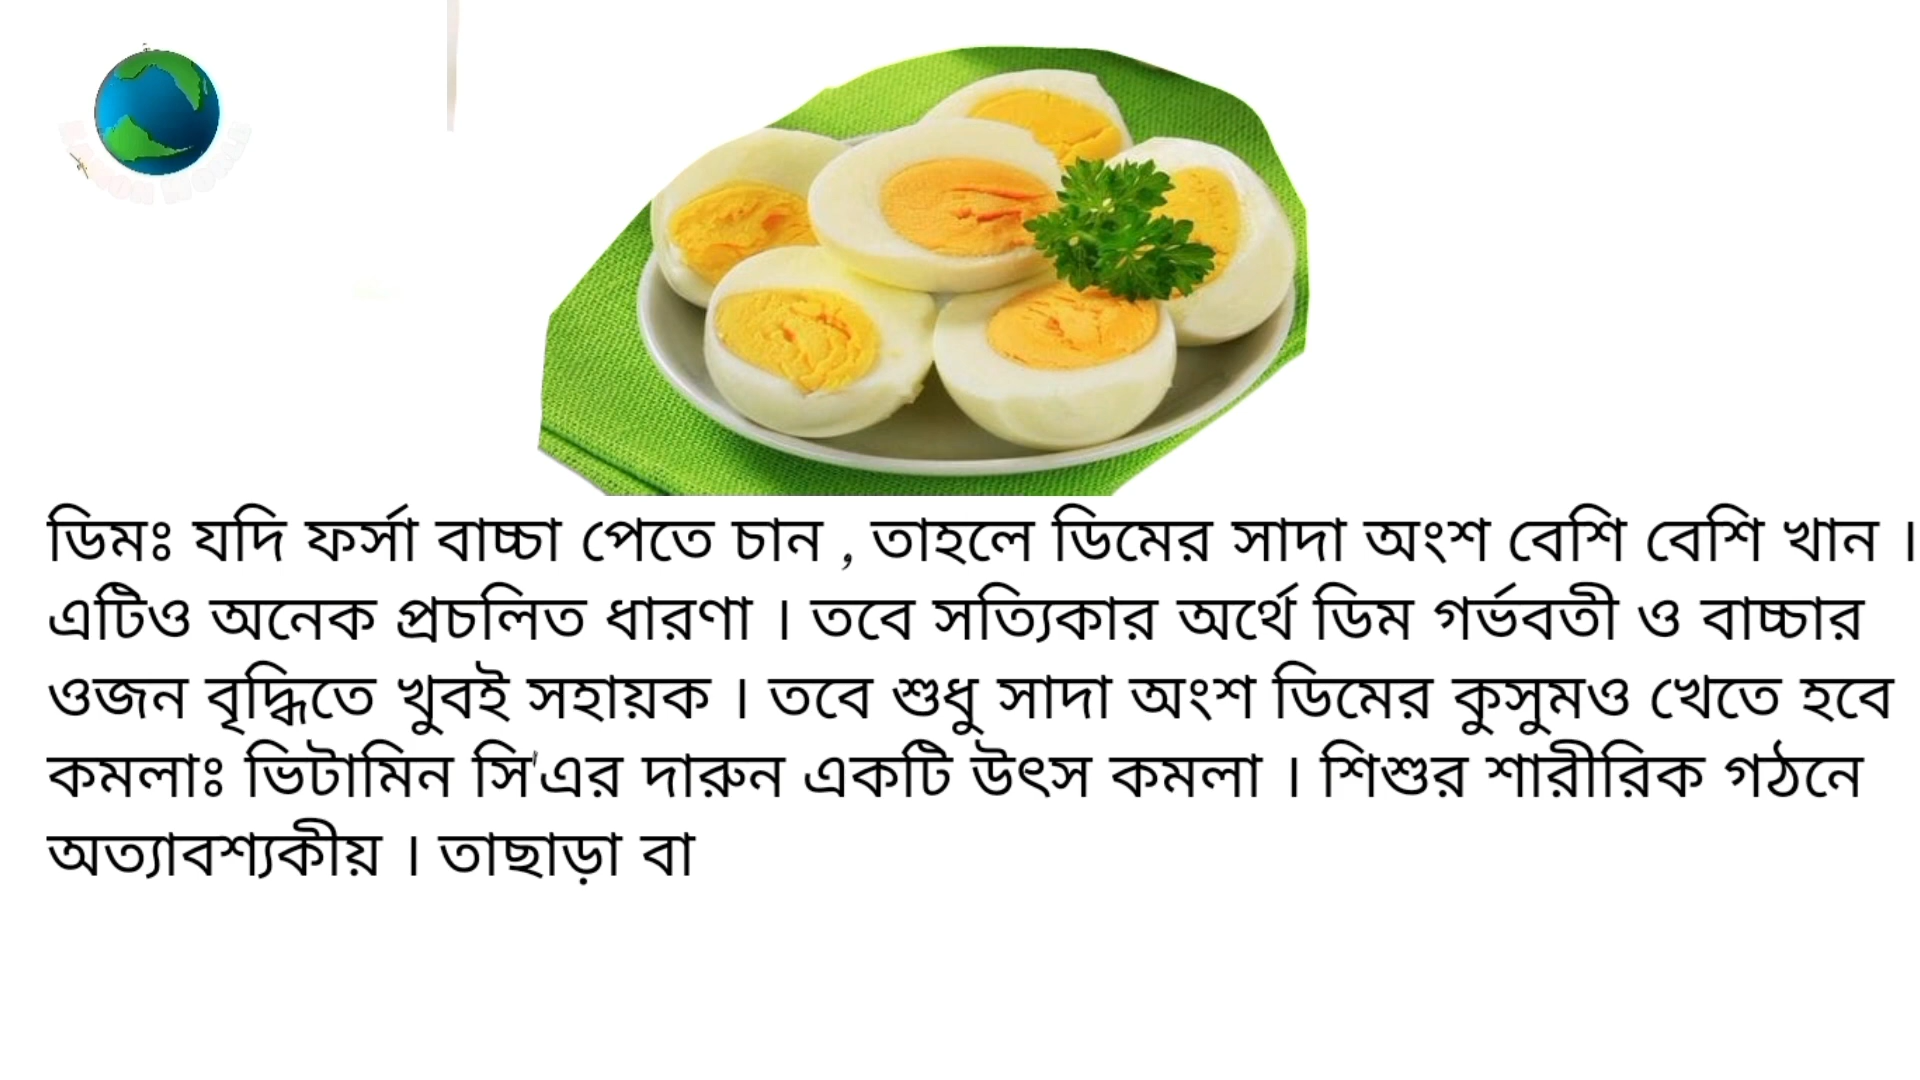 ডিমঃ যদি ফর্সা বাচ্চা পেতে চান , তাহলে ডিমের সাদা অংশ বেশি বেশি খান ।
এটিও অনেক প্রচলিত ধারণা । তবে সত্যিকার অর্থে ডিম গর্ভবতী ও বাচ্চার
ওজন বৃদ্ধিতে খুবই সহায়ক । তবে শুধু সাদা অংশ ডিমের কুসুমও খেতে হবে
কমলাঃ ভিটামিন সি'এর দারুন একটি উৎস কমলা । শিশুর শারীরিক গঠনে
অত্যাবশ্যকীয় । তাছাড়া বা